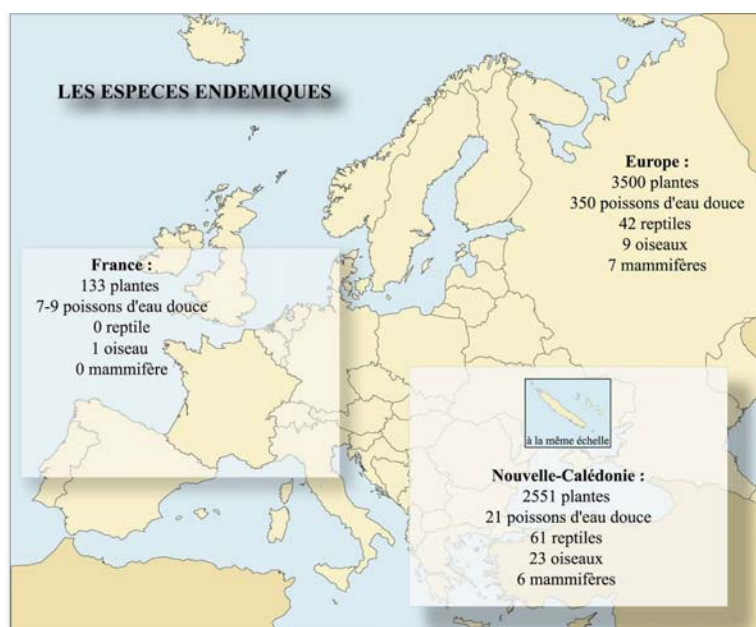 LES ESPECES ENDEMIQUES
Europe :
3500 plantes
350 poissons d'eau douce
42 reptiles
9 oiseaux
7 mammifères
France :
133 plantes
7-9 poissons d'eau douce
0 reptile
1 oiseau
0 mammifère
à la même échelle
Nouvelle-Calédonie :
2551 plantes
21 poissons d'eau douce
61 reptiles
23 oiseaux
6 mammifères